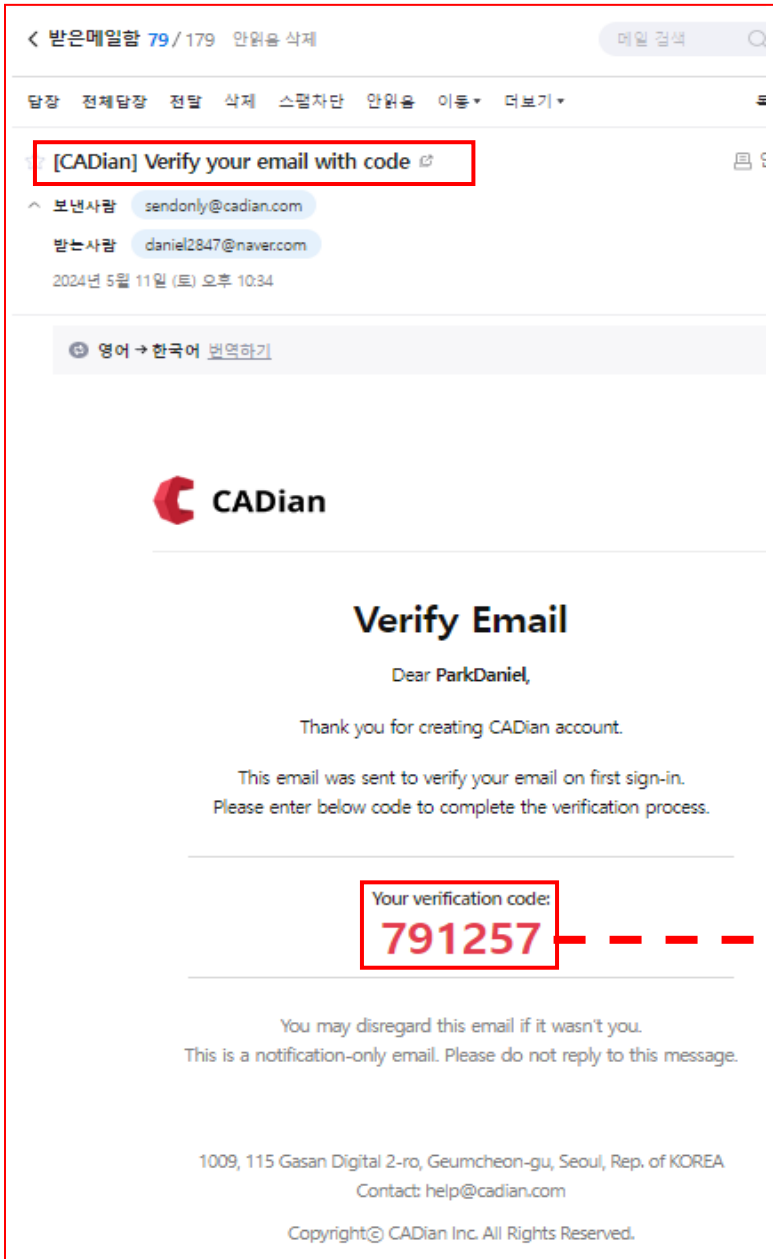 받은메일함 79 / 179 안읽음 삭제
메일 검색
답장 전체답장 전달 삭제 스팸차단 안읽음 이동 더보기
[CADian] Verify your email with code
보낸사람 sendonly@cadian.com
받는사람 daniel2847@naver.com
2024년 5월 11일 (토) 오후 10:34
영어 → 한국어 번역하기
CADian
Verify Email
Dear ParkDaniel,
Thank you for creating CADian account.
This email was sent to verify your email on first sign-in.
Please enter below code to complete the verification process.
Your verification code:
791257
You may disregard this email if it wasn't you.
This is a notification-only email. Please do not reply to this message.
1009, 115 Gasan Digital 2-ro, Geumcheon-gu, Seoul, Rep. of KOREA
Contact: help@cadian.com
Copyrightⓒ CADian Inc. All Rights Reserved.